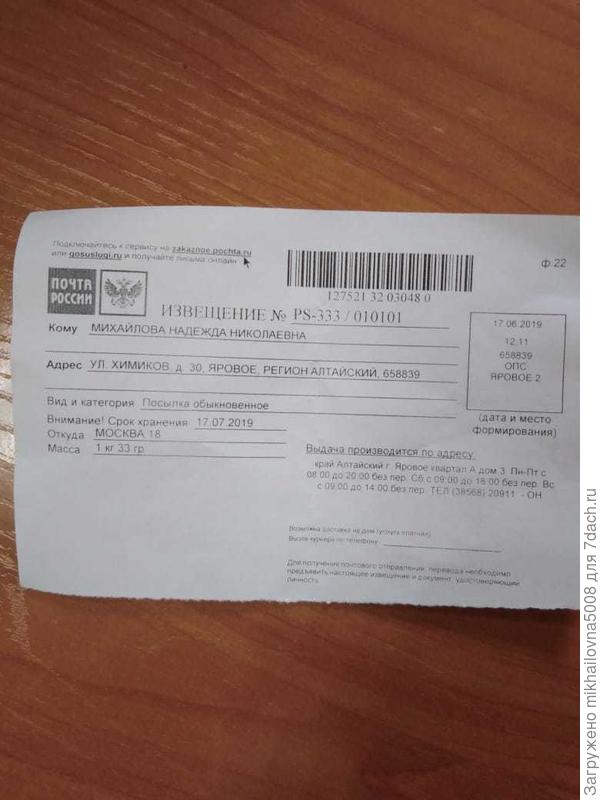 Подключайтесь к сервису на zakaznoe.pochta.ru
или gosuslugi.ru и получайте письма онлайн
ф.22
ПОЧТА
РОССИИ
127521 32 03048 0
ИЗВЕЩЕНИЕ № PS-333 / 010101
Кому МИХАЙЛОВА НАДЕЖДА НИКОЛАЕВНА
Адрес УЛ. ХИМИКОВ, д. 30, ЯРОВОЕ, РЕГИОН АЛТАЙСКИЙ, 658839
Вид и категория Посылка обыкновенное
Внимание! Срок хранения 17.07.2019
Откуда МОСКВА 18
Масса 1 кг 33 гр
17.06.2019
12:11
658839
ОПС
ЯРОВОЕ 2
(дата и место
формирования)
Выдача производится по адресу:
край Алтайский г. Яровое квартал А дом 3 Пн-Пт с
08:00 до 20:00 без пер. Сб с 09:00 до 18:00 без пер. Вс
с 09:00 до 14:00 без пер. ТЕЛ (38568) 20911 - ОН
Возможна доставка на дом (услуга платная)
Вызов курьера по телефону
Для получения почтового отправления, перевода необходимо
предъявить настоящее извещение и документ, удостоверяющий
личность.
Загружено mikhailovna5008 для 7dach.ru